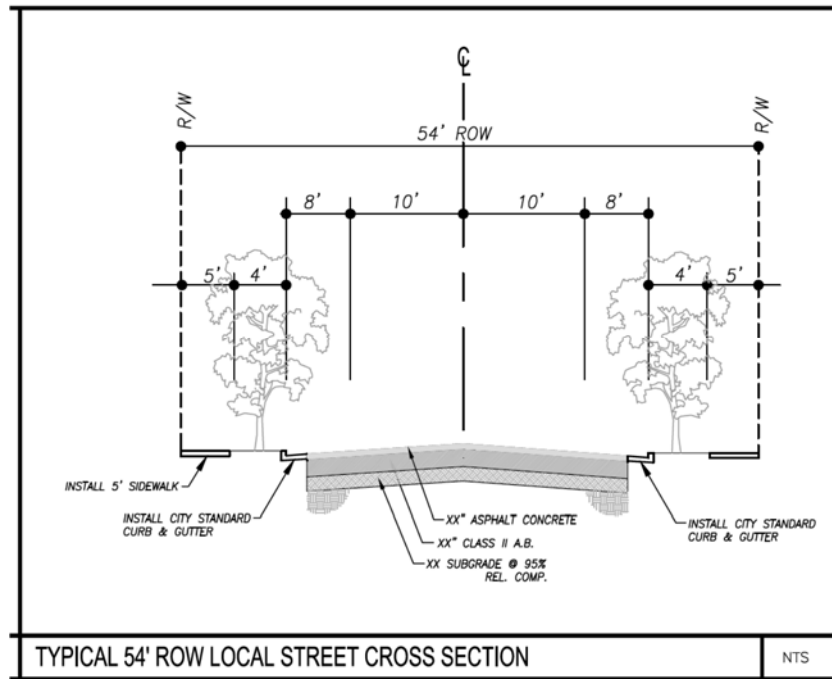 ℄
R/W
R/W
54' ROW
8'
10'
10'
8'
5'
4'
4'
5'
INSTALL 5' SIDEWALK
INSTALL CITY STANDARD
CURB & GUTTER
XX" ASPHALT CONCRETE
XX" CLASS II A.B.
XX SUBGRADE @ 95%
REL. COMP.
INSTALL CITY STANDARD
CURB & GUTTER
TYPICAL 54' ROW LOCAL STREET CROSS SECTION
NTS